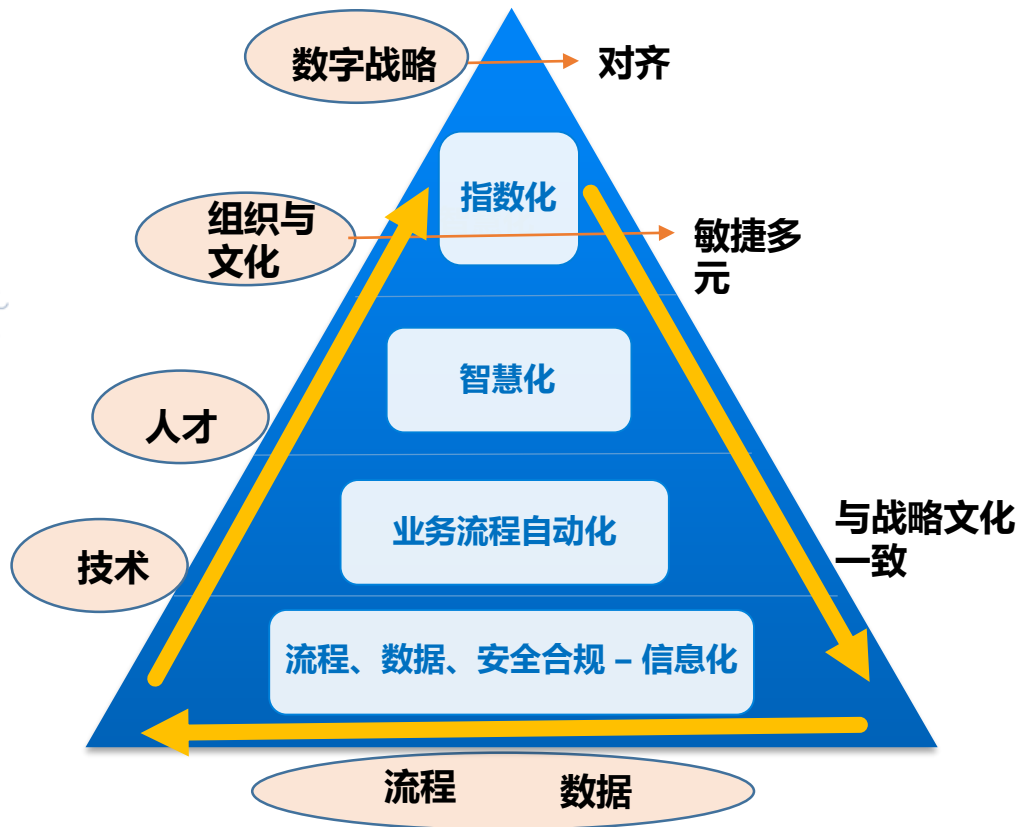 数字战略
对齐
指数化
组织与
文化
敏捷多
元
智慧化
人才
业务流程自动化
与战略文化
一致
技术
流程、数据、安全合规 – 信息化
流程 数据